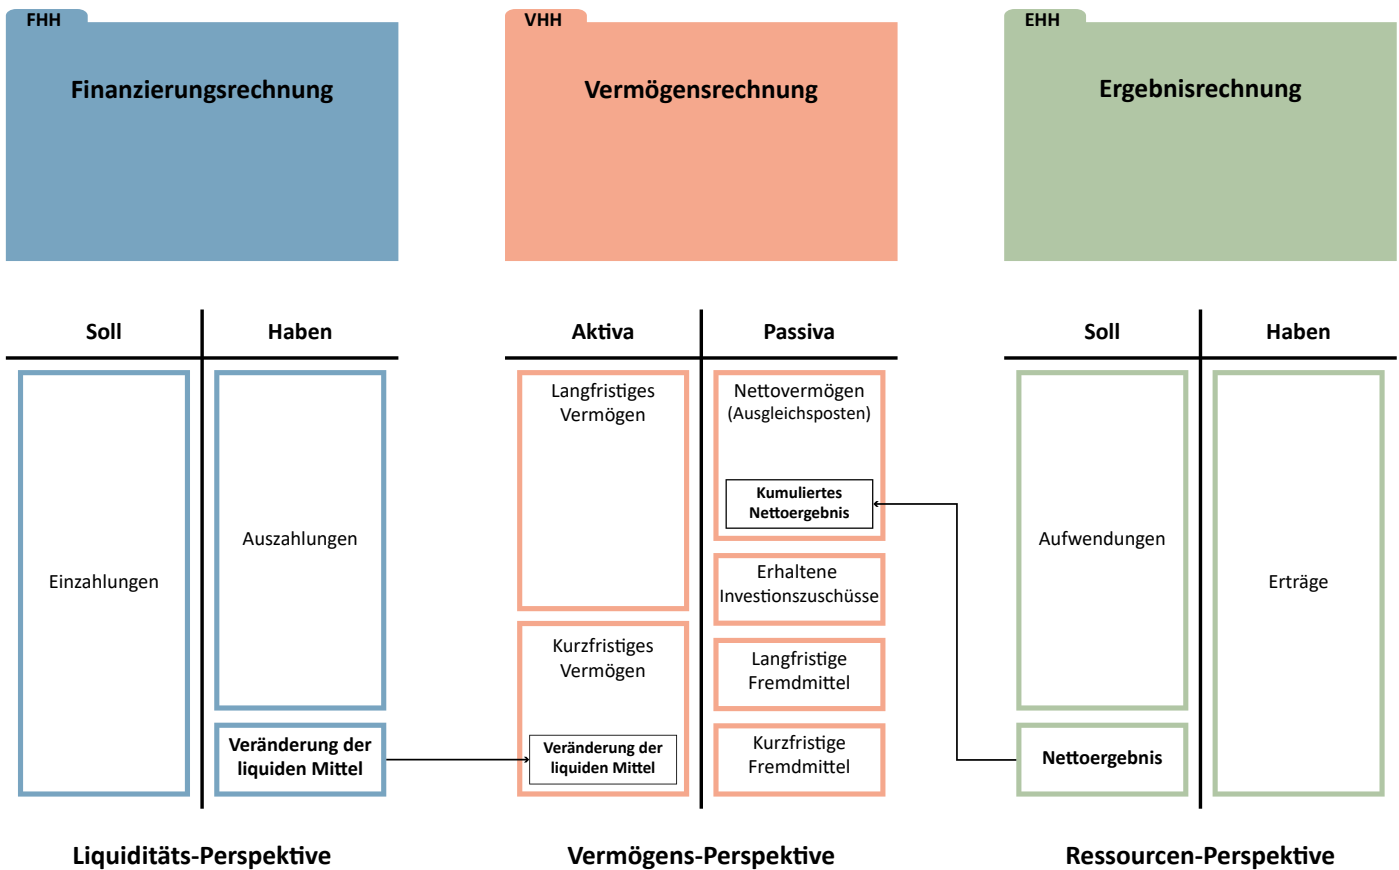 FHH
Finanzierungsrechnung
VHH
Vermögensrechnung
EHH
Ergebnisrechnung
Soll
Haben
Einzahlungen
Auszahlungen
Veränderung der
liquiden Mittel
Liquiditäts-Perspektive
Aktiva
Passiva
Langfristiges
Vermögen
Kurzfristiges
Vermögen
Veränderung der
liquiden Mittel
Nettovermögen
(Ausgleichsposten)
Kumuliertes
Nettoergebnis
Erhaltene
Investionszuschüsse
Langfristige
Fremdmittel
Kurzfristige
Fremdmittel
Vermögens-Perspektive
Soll
Haben
Aufwendungen
Nettoergebnis
Erträge
Ressourcen-Perspektive